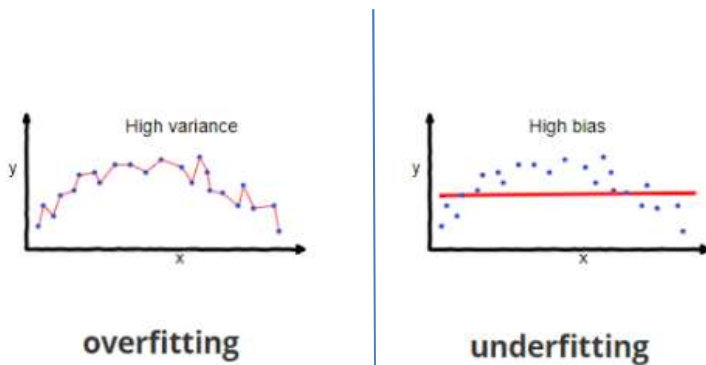 High variance
y
x
overfitting
High bias
y
x
underfitting